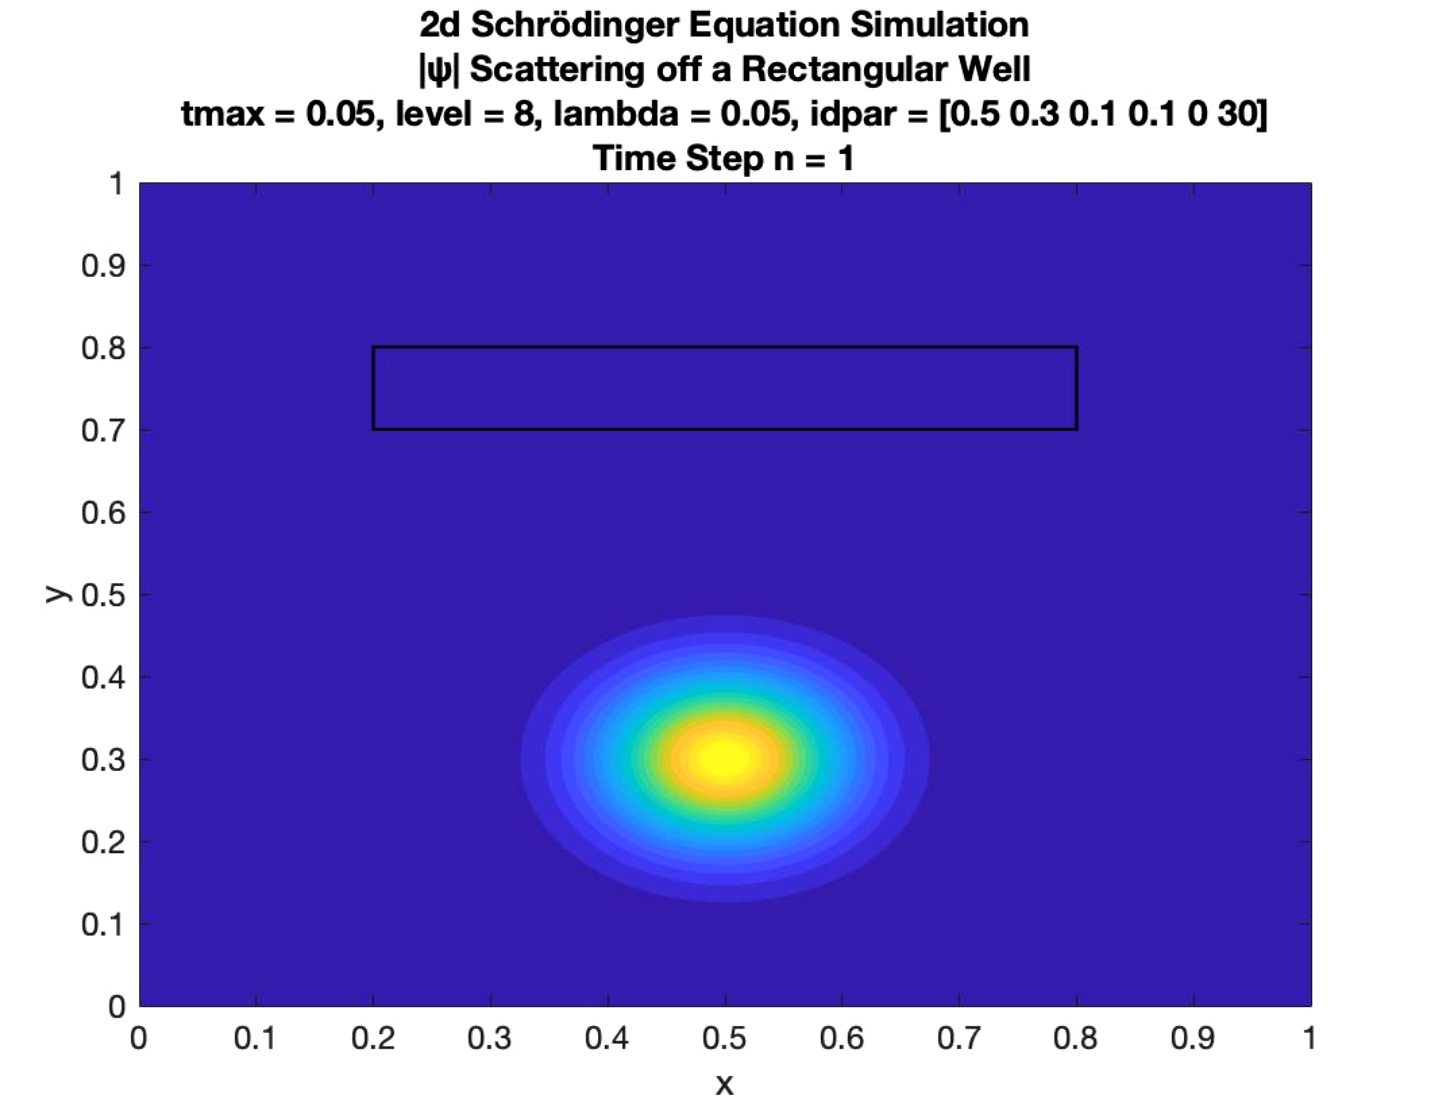 2d Schrödinger Equation Simulation
|ψ| Scattering off a Rectangular Well
tmax = 0.05, level = 8, lambda = 0.05, idpar = [0.5 0.3 0.1 0.1 0 30]
Time Step n = 1
1
0.9
0.8
0.7
0.6
0.5
0.4
0.3
0.2
0.1
0
y
0 0.1 0.2 0.3 0.4 0.5 0.6 0.7 0.8 0.9 1
x